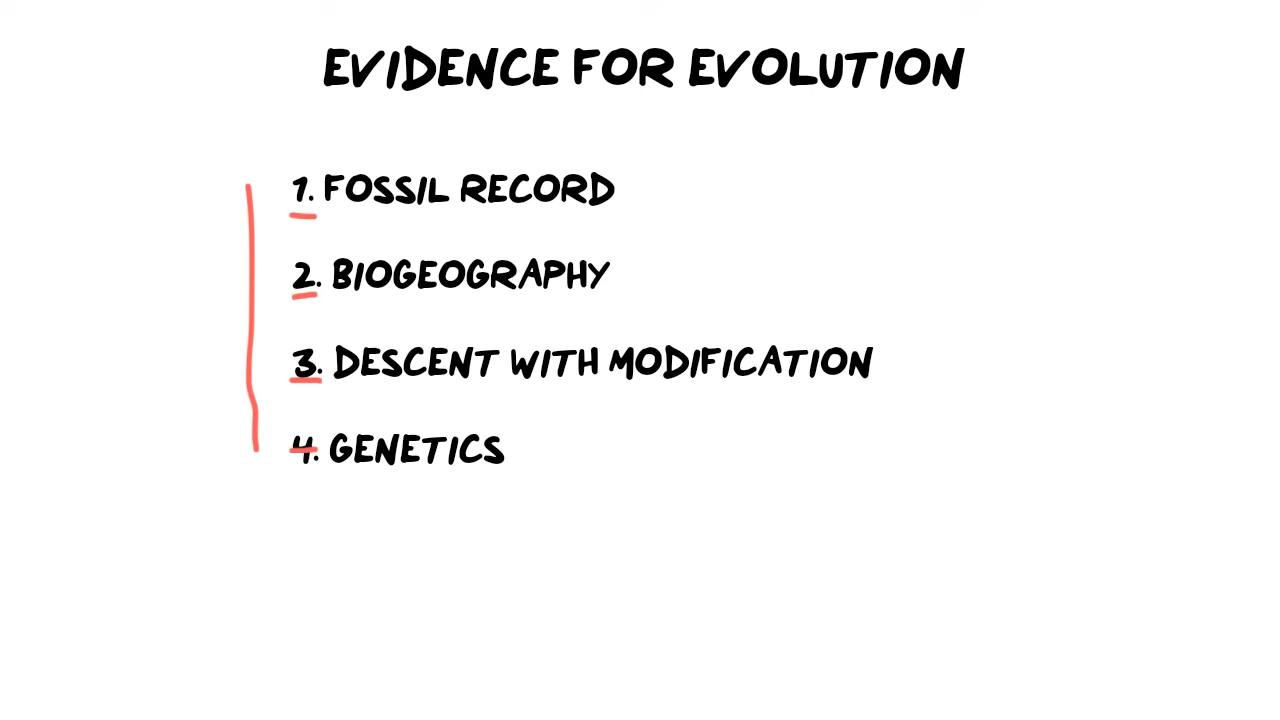 EVIDENCE FOR EVOLUTION
1. FOSSIL RECORD
2. BIOGEOGRAPHY
3. DESCENT WITH MODIFICATION
4. GENETICS